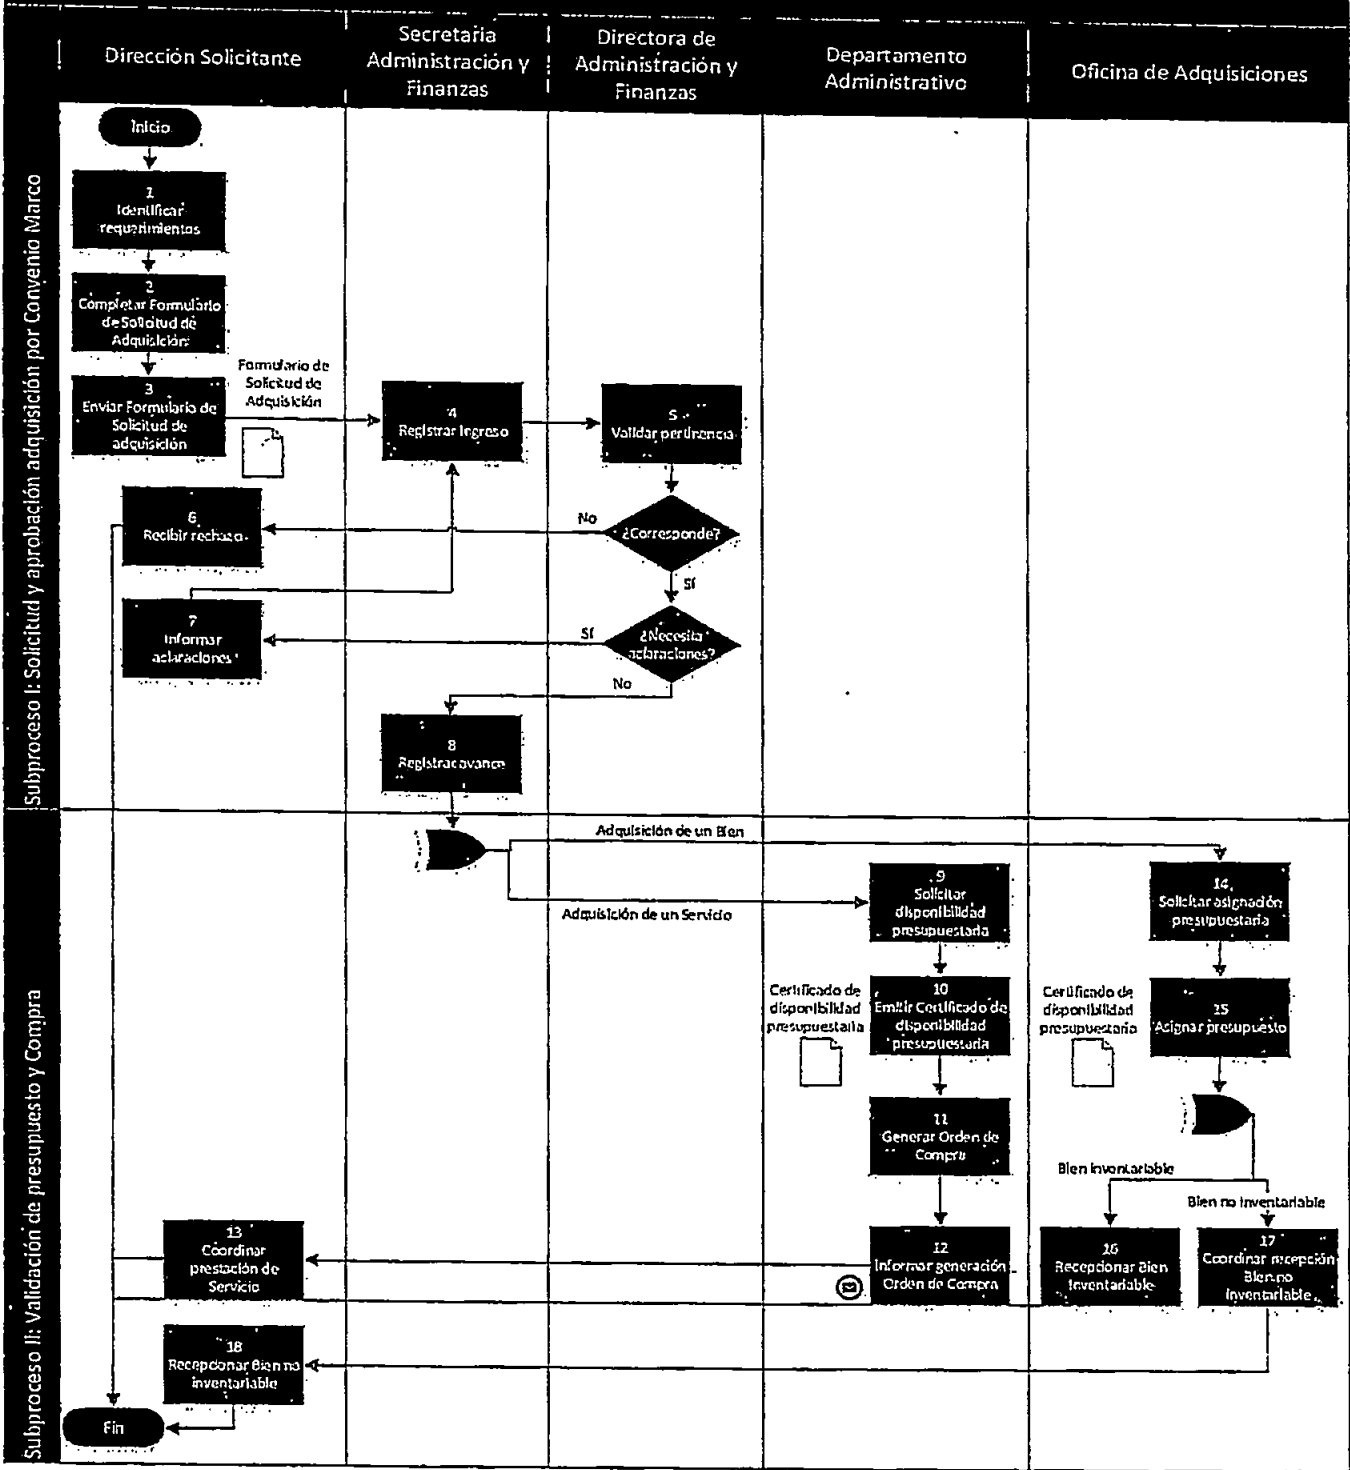 Dirección Solicitante
Secretaria
Administración y
Finanzas
Directora de
Administración y
Finanzas
Departamento
Administrativo
Oficina de Adquisiciones
Subproceso I: Solicitud y aprobación adquisición por Convenio Marco
Inicio
1
Identificar
requerimientos
2
Completar Formulario
de Solicitud de
Adquisición
3
Enviar Formulario de
Solicitud de
adquisición
Formulario de
Solicitud de
Adquisición
4
Registrar Ingreso
5
Validar pertinencia
¿Corresponde?
No
Sí
6
Recibir rechazo
¿Necesita
aclaraciones?
Sí
No
7
Informar
aclaraciones
8
Registrar avance
Subproceso II: Validación de presupuesto y Compra
Adquisición de un Bien
Adquisición de un Servicio
9
Solicitar
disponibilidad
presupuestaria
14
Solicitar asignación
presupuestaria
Certificado de
disponibilidad
presupuestaria
10
Emitir Certificado de
disponibilidad
presupuestaria
Certificado de
disponibilidad
presupuestaria
15
Asignar presupuesto
11
Generar Orden de
Compra
Bien Inventariable
Bien no Inventariable
13
Coordinar
prestación de
Servicio
12
Informar generación
Orden de Compra
16
Recepcionar Bien
Inventariable
17
Coordinar recepción
Bien no
Inventariable
18
Recepcionar Bien no
inventariable
Fin